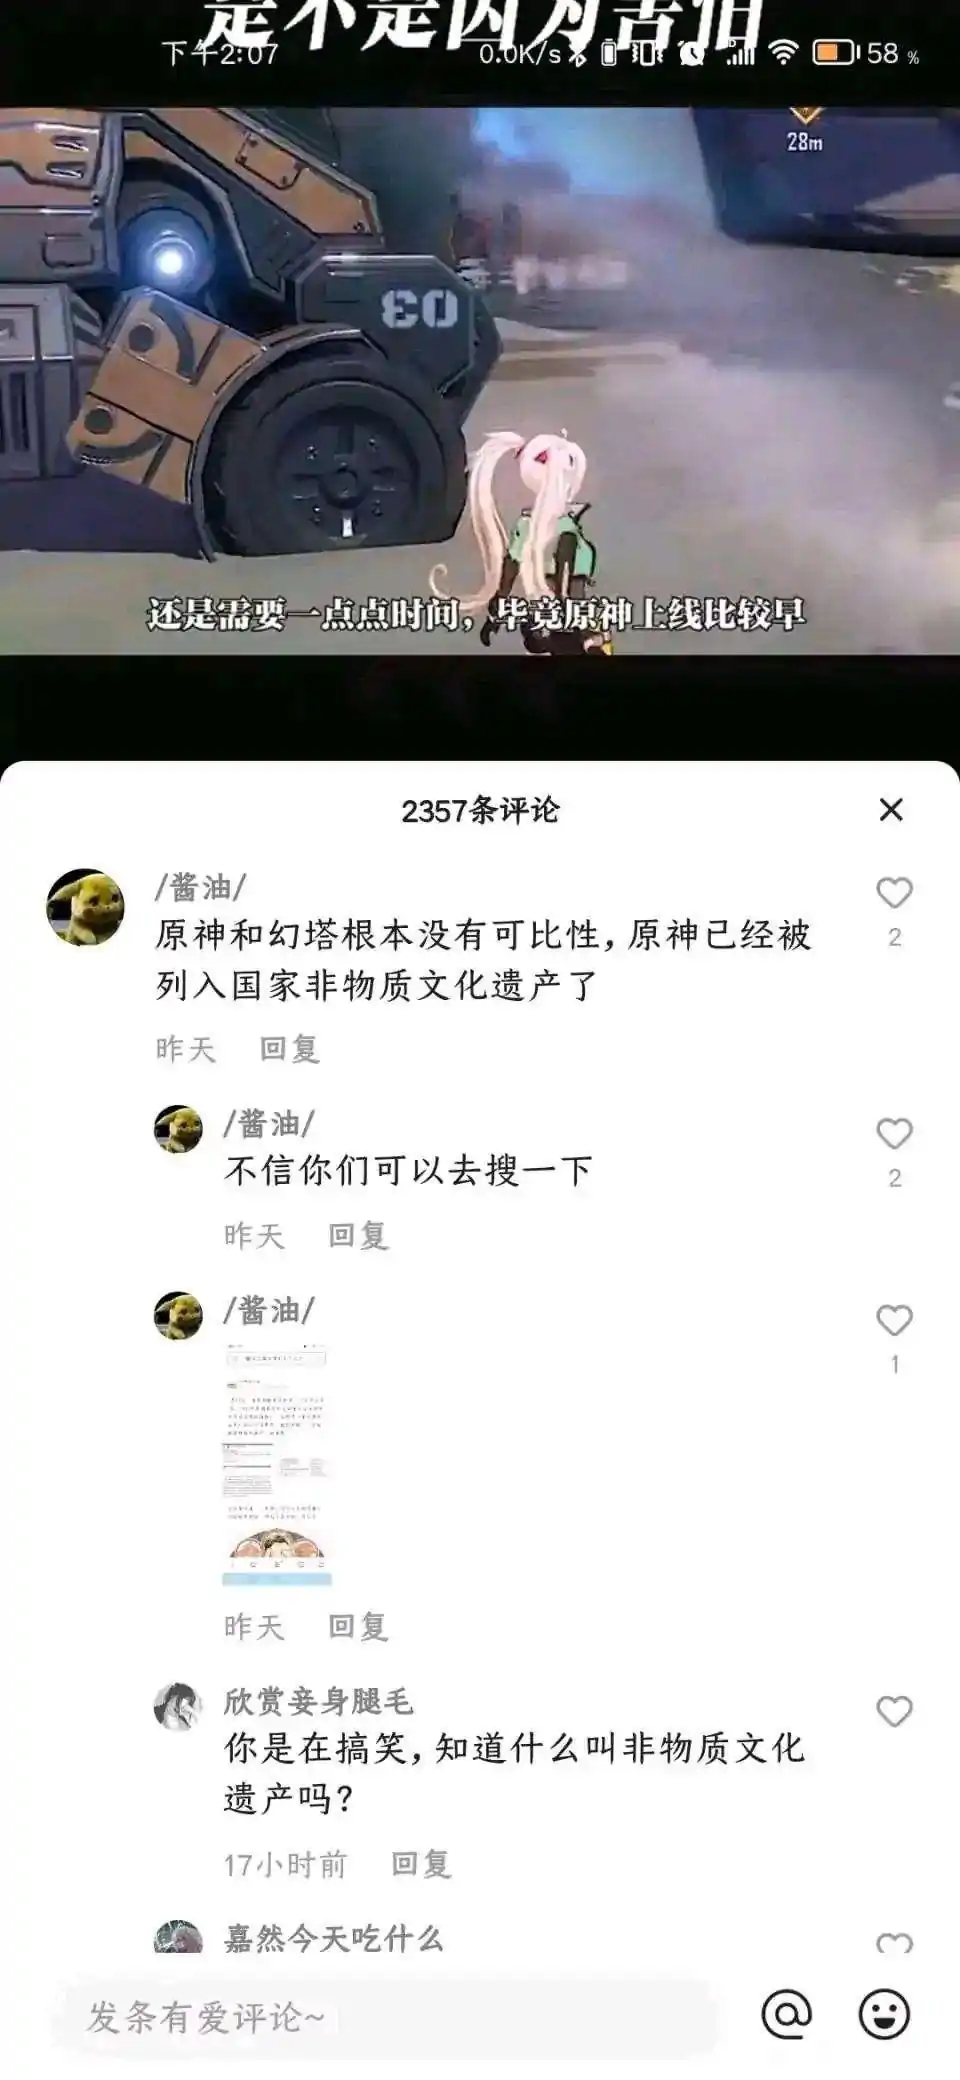 是不是因为害怕
下午2:07
0.0K/s
58 %
28m
03
还是需要一点点时间，毕竟原神上线比较早
2357条评论
/酱油/
原神和幻塔根本没有可比性，原神已经被
列入国家非物质文化遗产了
2
昨天 回复
/酱油/
不信你们可以去搜一下
2
昨天 回复
/酱油/
1
昨天 回复
欣赏妾身腿毛
你是在搞笑，知道什么叫非物质文化
遗产吗？
17小时前 回复
嘉然今天吃什么
发条有爱评论~